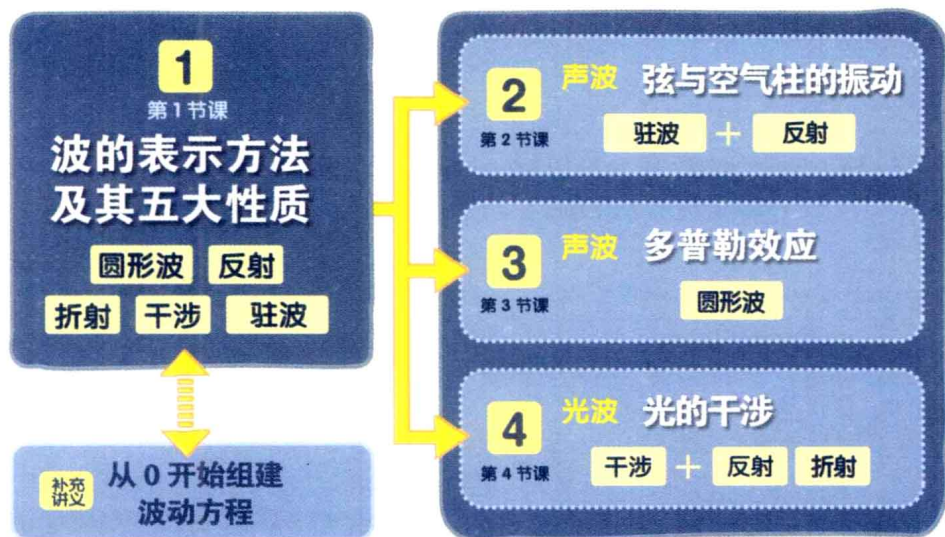 1
第1节课
波的表示方法
及其五大性质
圆形波 反射
折射 干涉 驻波
补充
讲义
从0开始组建
波动方程
2
第2节课
声波 弦与空气柱的振动
驻波 + 反射
3
第3节课
声波 多普勒效应
圆形波
4
第4节课
光波 光的干涉
干涉 + 反射 折射